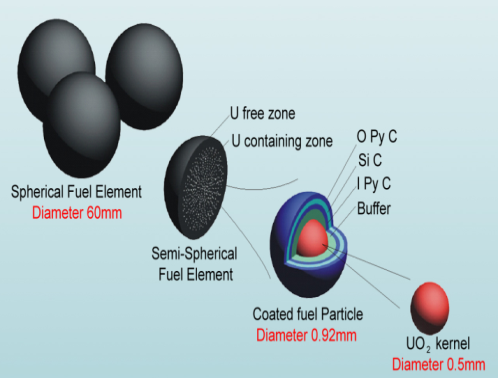 U free zone
U containing zone
O Py C
Si C
I Py C
Buffer
Spherical Fuel Element
Diameter 60mm
Semi-Spherical
Fuel Element
Coated fuel Particle
Diameter 0.92mm
UO₂ kernel
Diameter 0.5mm